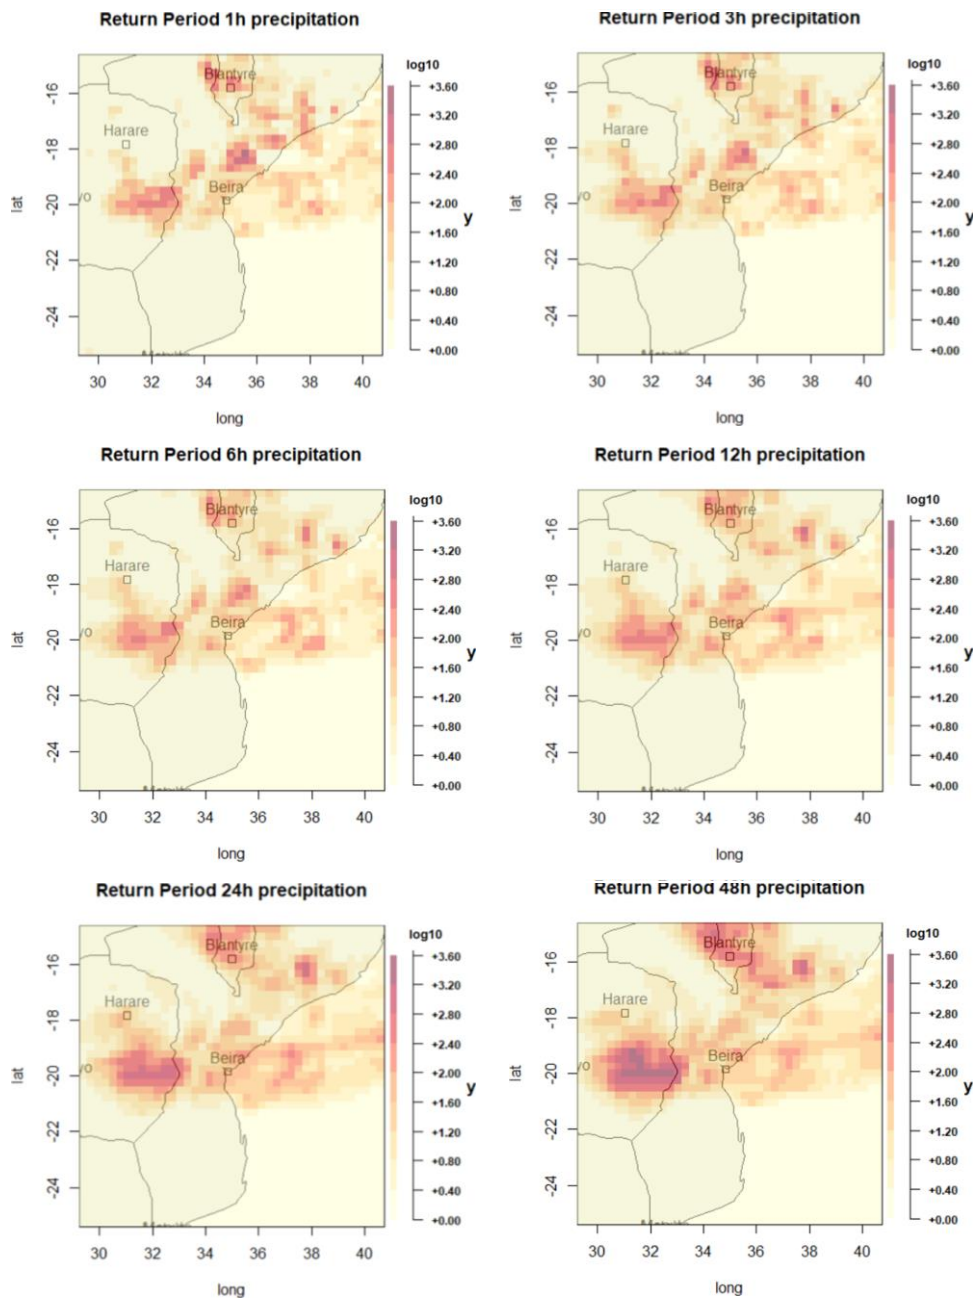 Return Period 1h precipitation
log10
+3.60
+3.20
+2.80
+2.40
+2.00
+1.60
+1.20
+0.80
+0.40
+0.00
y
Blantyre
Harare
Beira
vo
lat
-16
-18
-20
-22
-24
30 32 34 36 38 40
long
Return Period 3h precipitation
log10
+3.60
+3.20
+2.80
+2.40
+2.00
+1.60
+1.20
+0.80
+0.40
+0.00
y
Blantyre
Harare
Beira
vo
lat
-16
-18
-20
-22
-24
30 32 34 36 38 40
long
Return Period 6h precipitation
log10
+3.60
+3.20
+2.80
+2.40
+2.00
+1.60
+1.20
+0.80
+0.40
+0.00
y
Blantyre
Harare
Beira
vo
lat
-16
-18
-20
-22
-24
30 32 34 36 38 40
long
Return Period 12h precipitation
log10
+3.60
+3.20
+2.80
+2.40
+2.00
+1.60
+1.20
+0.80
+0.40
+0.00
y
Blantyre
Harare
Beira
vo
lat
-16
-18
-20
-22
-24
30 32 34 36 38 40
long
Return Period 24h precipitation
log10
+3.60
+3.20
+2.80
+2.40
+2.00
+1.60
+1.20
+0.80
+0.40
+0.00
y
Blantyre
Harare
Beira
vo
lat
-16
-18
-20
-22
-24
30 32 34 36 38 40
long
Return Period 48h precipitation
log10
+3.60
+3.20
+2.80
+2.40
+2.00
+1.60
+1.20
+0.80
+0.40
+0.00
y
Blantyre
Harare
Beira
vo
lat
-16
-18
-20
-22
-24
30 32 34 36 38 40
long